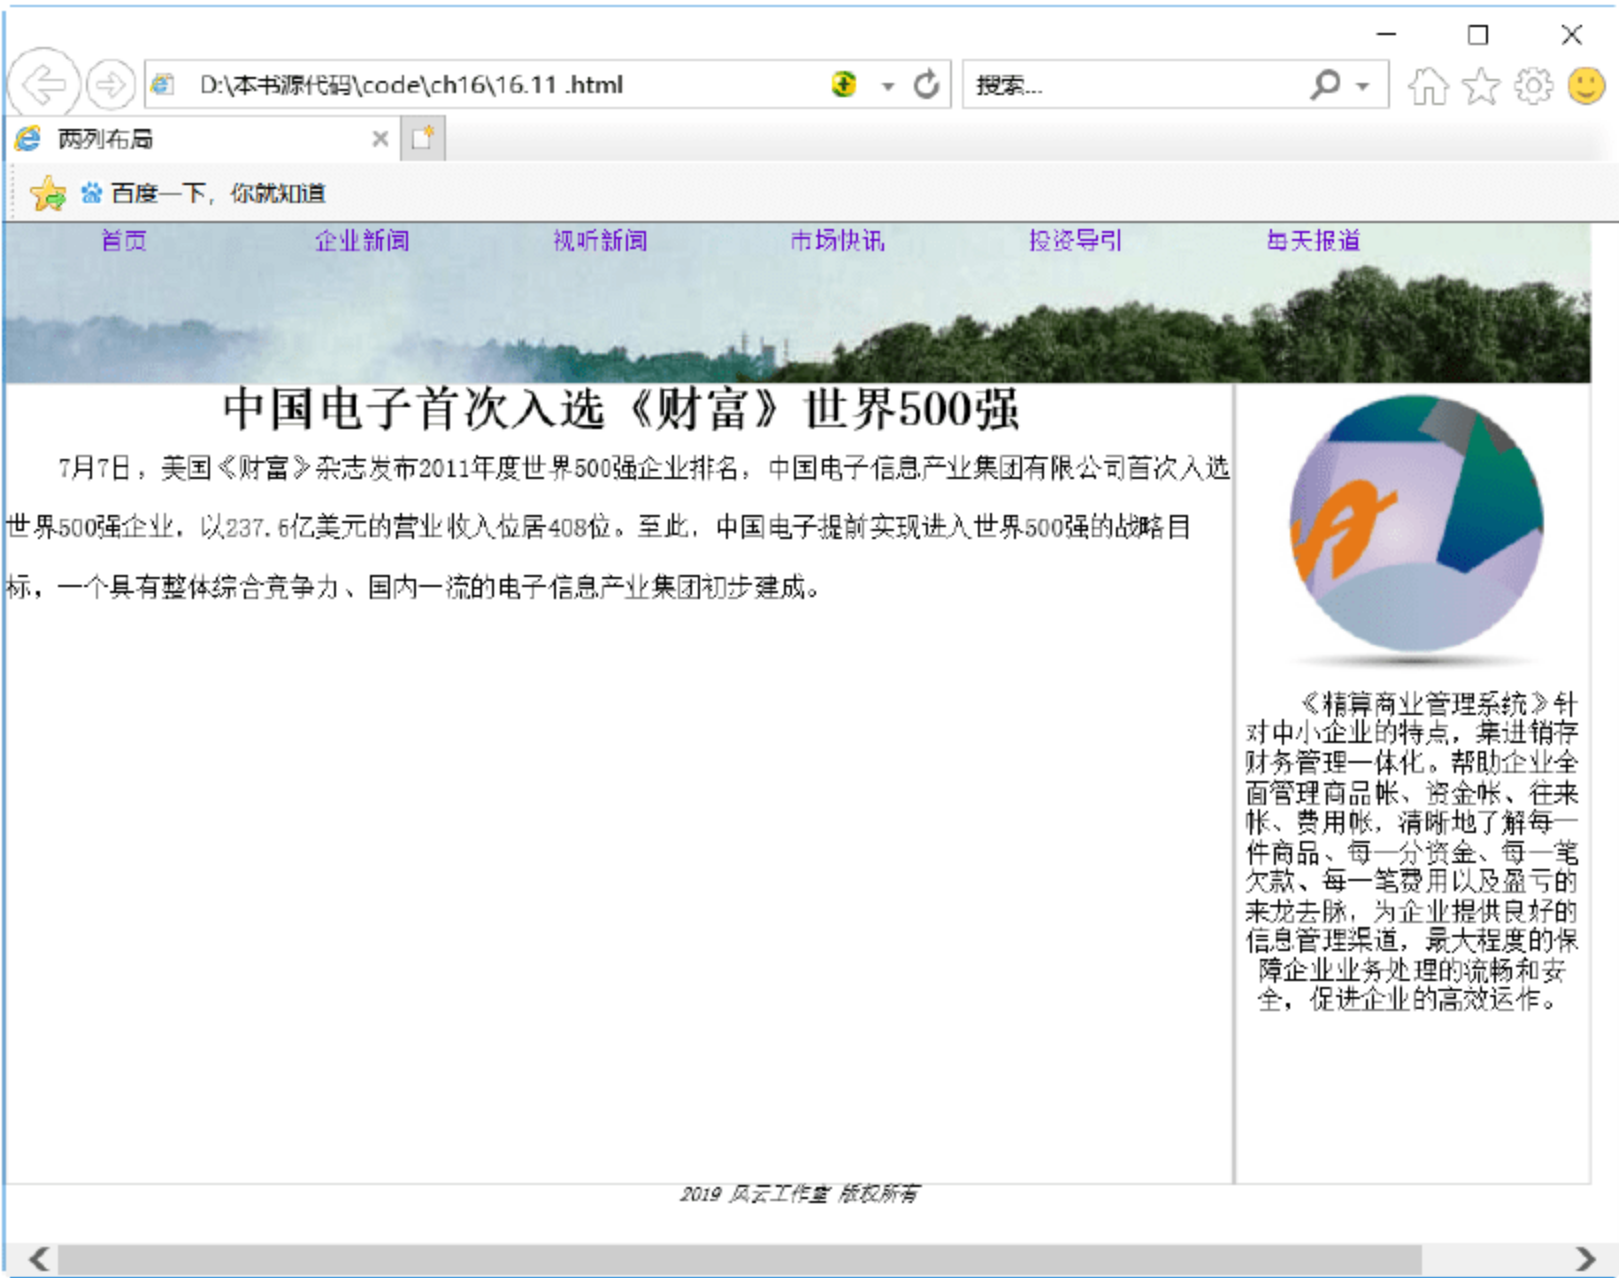 D:\本书源代码\code\ch16\16.11 .html
搜索...
两列布局
百度一下，你就知道
首页 企业新闻 视听新闻 市场快讯 投资导引 每天报道
中国电子首次入选《财富》世界500强
7月7日，美国《财富》杂志发布2011年度世界500强企业排名，中国电子信息产业集团有限公司首次入选
世界500强企业，以237.6亿美元的营业收入位居408位。至此，中国电子提前实现进入世界500强的战略目
标，一个具有整体综合竞争力、国内一流的电子信息产业集团初步建成。
《精算商业管理系统》针
对中小企业的特点，集进销存
财务管理一体化。帮助企业全
面管理商品帐、资金帐、往来
帐、费用帐，清晰地了解每一
件商品、每一分资金、每一笔
欠款、每一笔费用以及盈亏的
来龙去脉，为企业提供良好的
信息管理渠道，最大程度的保
障企业业务处理的流畅和安
全，促进企业的高效运作。
2019 风云工作室 版权所有